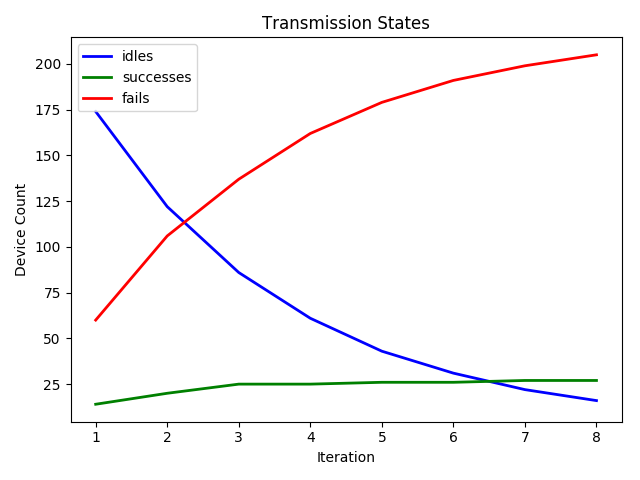 Transmission States
idles
successes
fails
Device Count
200
175
150
125
100
75
50
25
1 2 3 4 5 6 7 8
Iteration